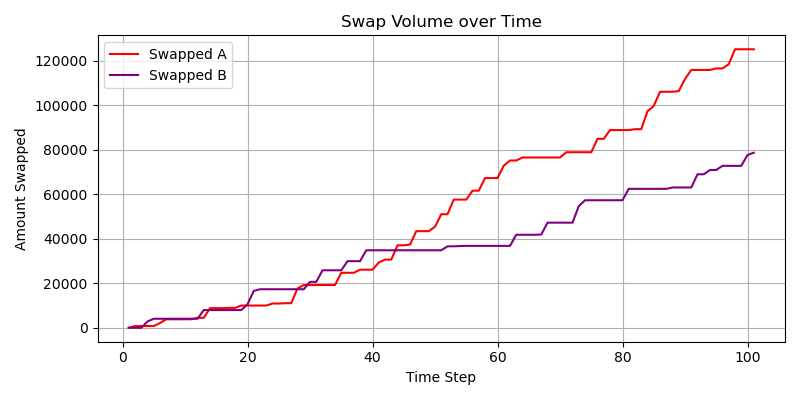 Swap Volume over Time
Swapped A
Swapped B
Amount Swapped
120000
100000
80000
60000
40000
20000
0
0 20 40 60 80 100
Time Step